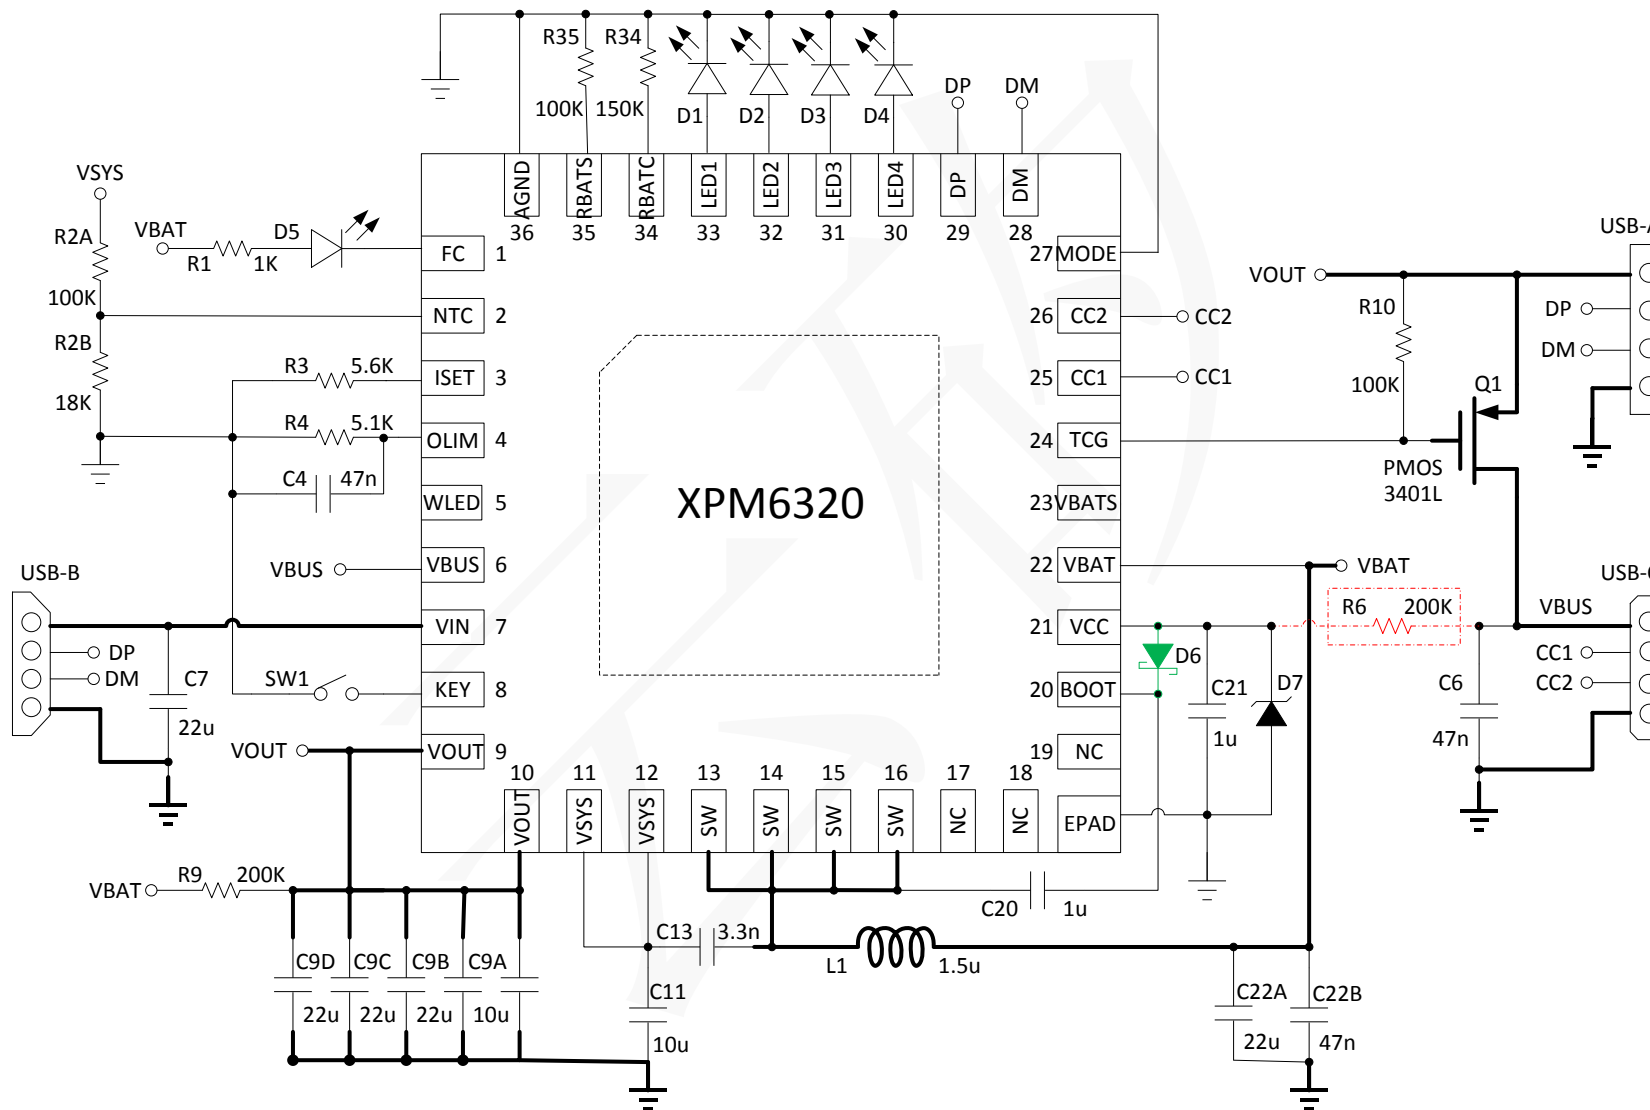 R35
R34
100K
150K
D1
D2
D3
D4
DP
DM
AGND
RBATS
RBATC
LED1
LED2
LED3
LED4
DP
DM
36
35
34
33
32
31
30
29
28
VSYS
R2A
100K
R2B
18K
VBAT
R1
1K
D5
R3
5.6K
R4
5.1K
C4
47n
VBUS
SW1
FC
1
NTC
2
ISET
3
OLIM
4
WLED
5
VBUS
6
VIN
7
KEY
8
VOUT
9
XPM6320
27
MODE
26
CC2
CC2
25
CC1
CC1
24
TCG
23
VBATS
22
VBAT
21
VCC
20
BOOT
19
NC
EPAD
USB-B
DP
DM
C7
22u
VOUT
10
11
12
13
14
15
16
17
18
VOUT
VSYS
VSYS
SW
SW
SW
SW
NC
NC
VBAT
R9
200K
C9D
C9C
C9B
C9A
22u
22u
22u
10u
C13
3.3n
C11
10u
L1
1.5u
C20
1u
C22A
22u
C22B
47n
D6
C21
1u
D7
VBAT
R6
200K
VBUS
C6
47n
VOUT
R10
100K
Q1
PMOS
3401L
USB-A
DP
DM
USB-
CC1
CC2